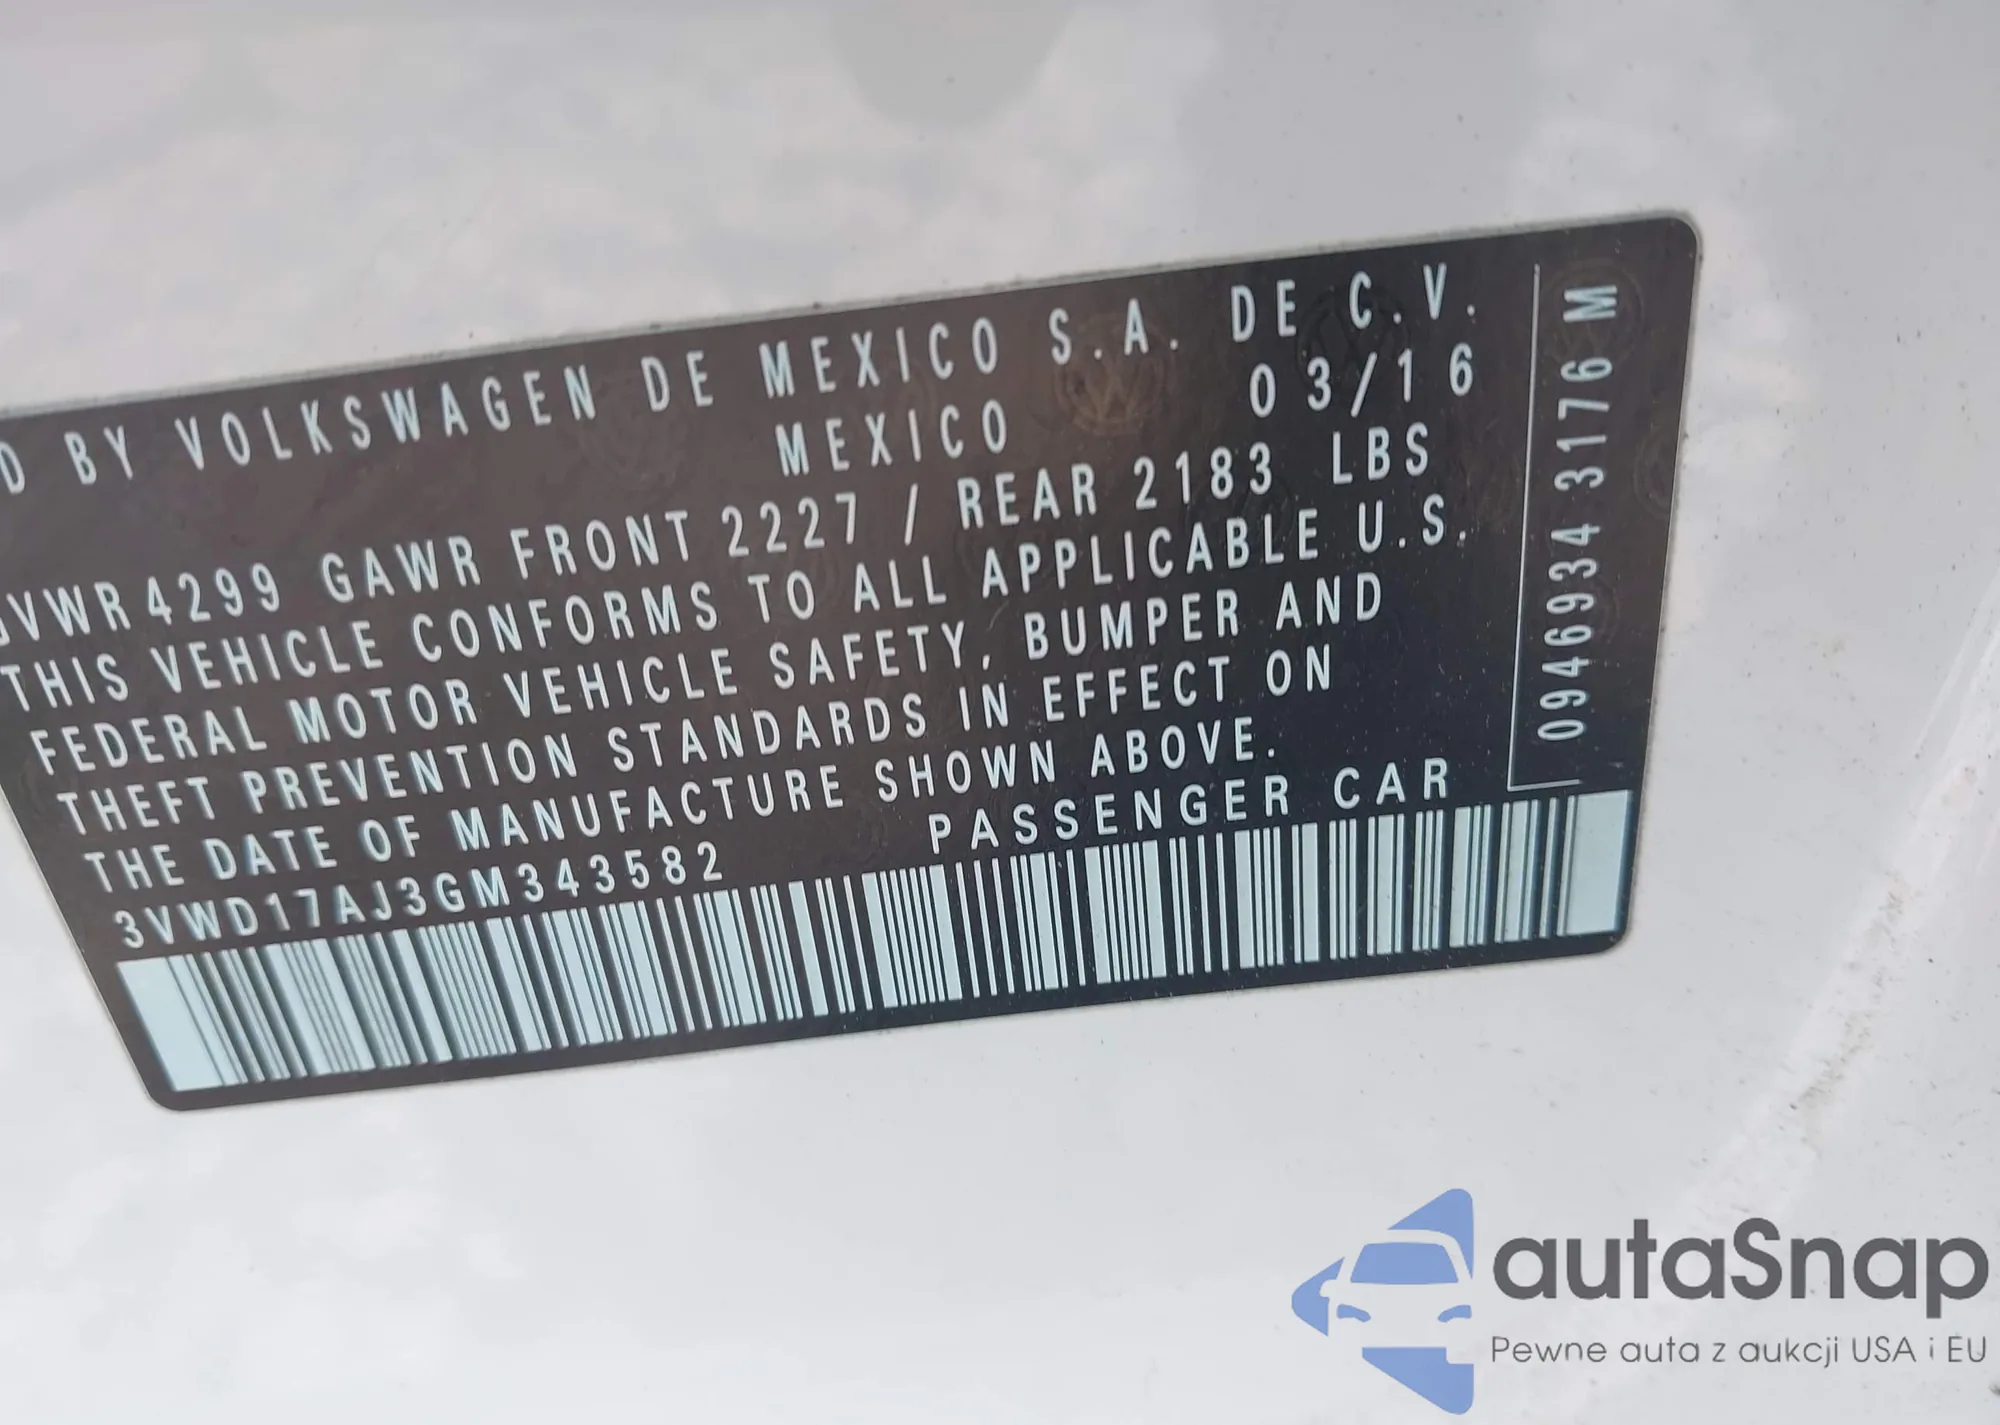 D BY VOLKSWAGEN DE MEXICO S.A. DE C.V.
MEXICO 03/16
GVWR 4299 GAWR FRONT 2227 / REAR 2183 LBS
THIS VEHICLE CONFORMS TO ALL APPLICABLE U.S.
FEDERAL MOTOR VEHICLE SAFETY, BUMPER AND
THEFT PREVENTION STANDARDS IN EFFECT ON
THE DATE OF MANUFACTURE SHOWN ABOVE.
3VWD17AJ3GM343582 PASSENGER CAR
0946934 3176 M
autaSnap
Pewne auta z aukcji USA i EU